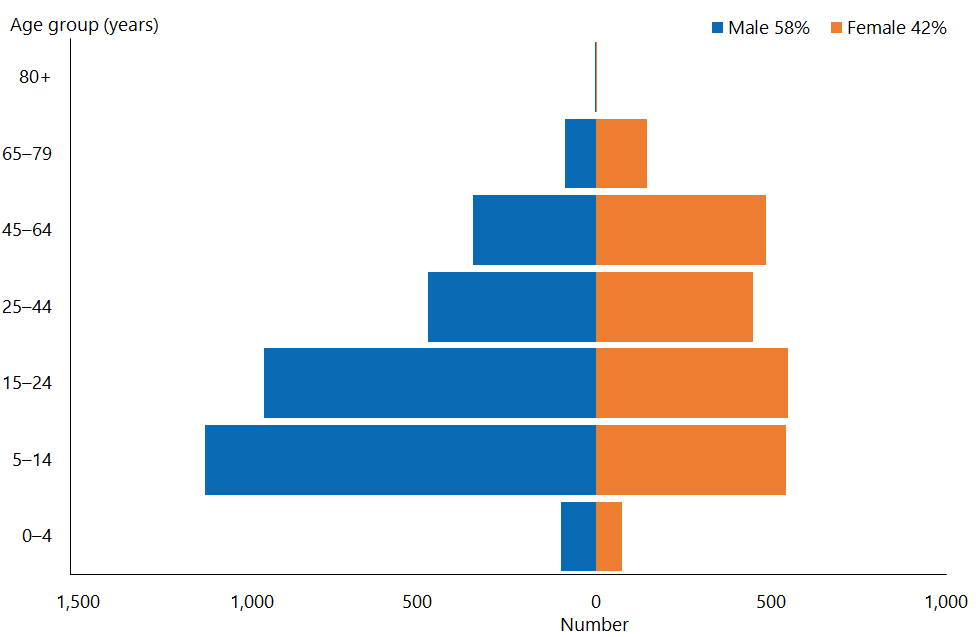 Age group (years)
Male 58%
Female 42%
80+
65–79
45–64
25–44
15–24
5–14
0–4
1,500 1,000 500 0 500 1,000
Number